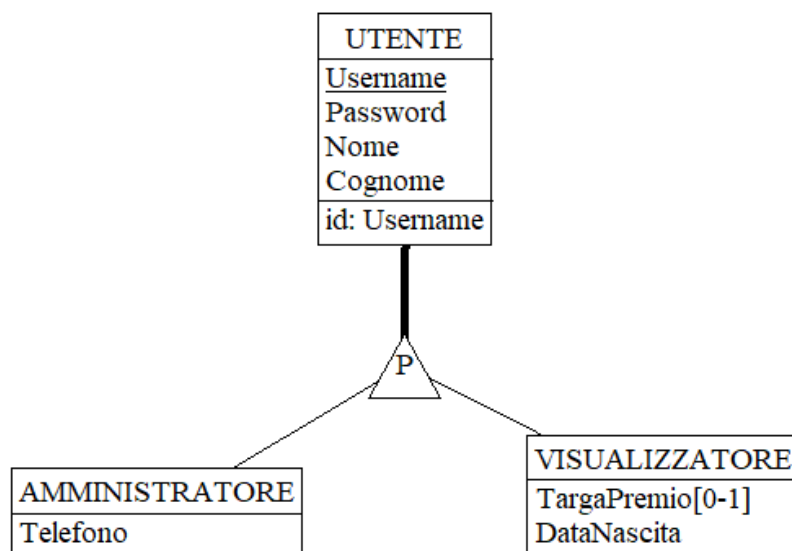 UTENTE
Username
Password
Nome
Cognome
id: Username
P
AMMINISTRATORE
Telefono
VISUALIZZATORE
TargaPremio[0-1]
DataNascita